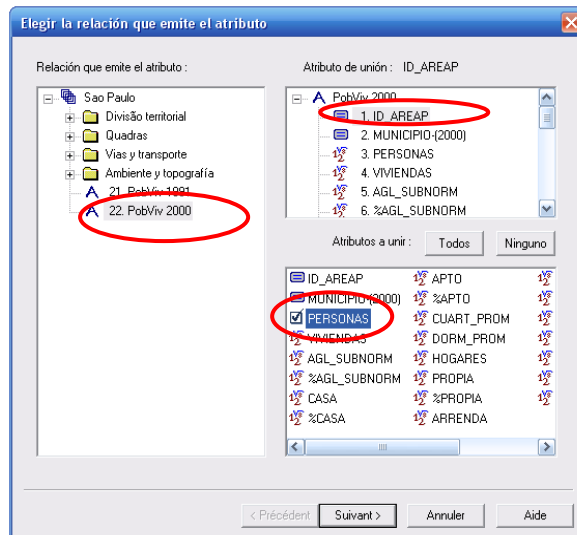 Elegir la relación que emite el atributo
Relación que emite el atributo :
Sao Paulo
Divisão territorial
Quadras
Vias y transporte
Ambiente y topografía
21. PobViv 1991
22. PobViv 2000
Atributo de unión : ID_AREAP
PobViv 2000
1. ID_AREAP
2. MUNICIPIO-(2000)
3. PERSONAS
4. VIVIENDAS
5. AGL_SUBNORM
6. %AGL_SUBNORM
Atributos a unir :
Todos
Ninguno
ID_AREAP
MUNICIPIO-(2000)
PERSONAS
VIVIENDAS
AGL_SUBNORM
%AGL_SUBNORM
CASA
%CASA
APTO
%APTO
CUART_PROM
DORM_PROM
HOGARES
PROPIA
%PROPIA
ARRENDA
< Précédent
Suivant >
Annuler
Aide